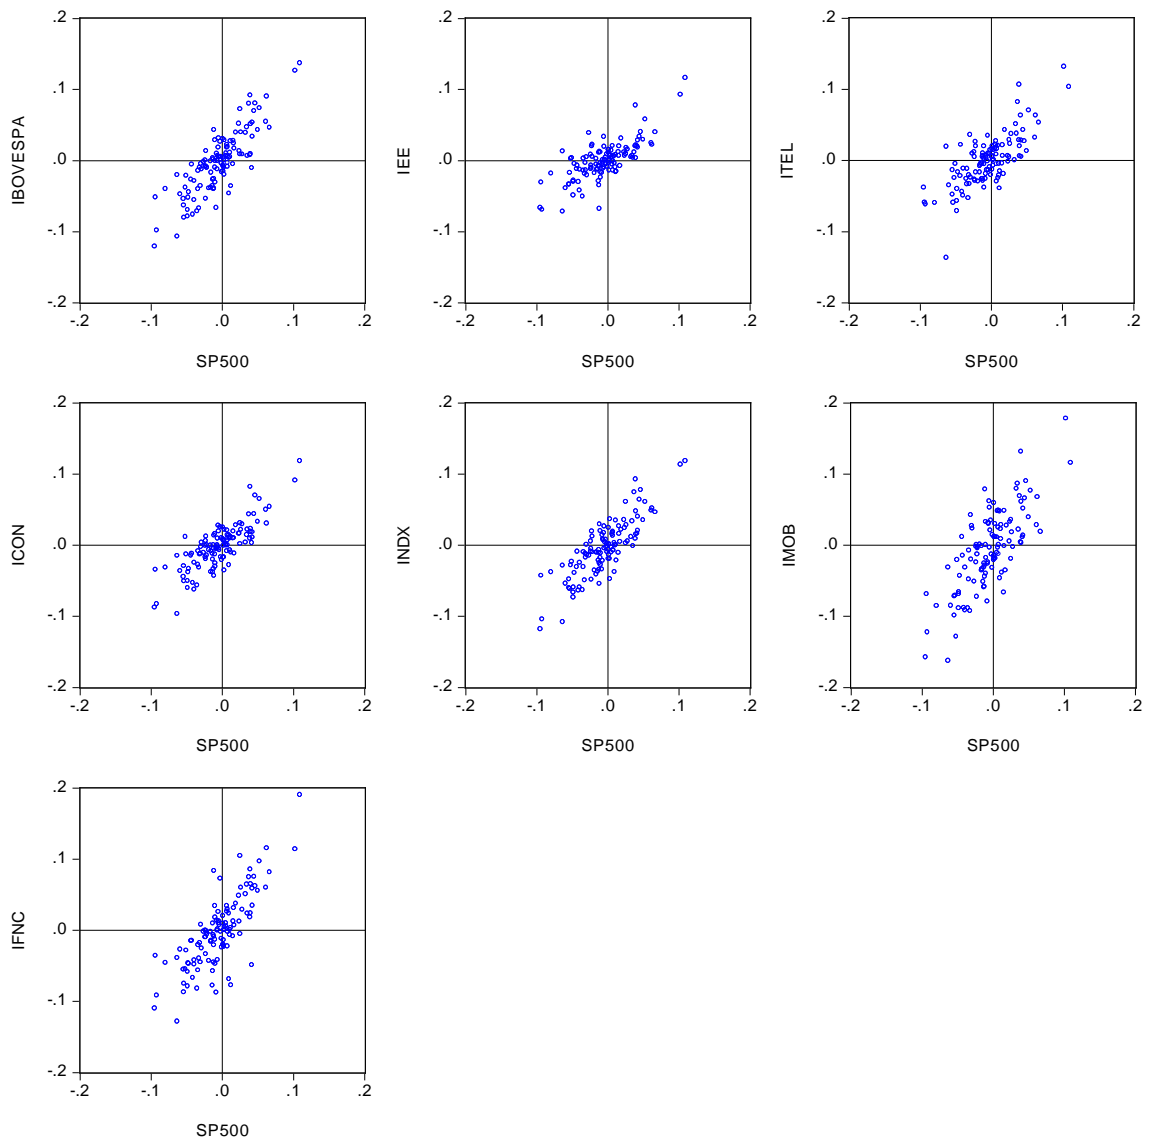 .2 .2 .2
.1 .1 .1
IBOVESPA .0 IEE .0 ITEL .0
-.1 -.1 -.1
-.2 -.2 -.2
-.2 -.1 .0 .1 .2 -.2 -.1 .0 .1 .2 -.2 -.1 .0 .1 .2
SP500 SP500 SP500
.2 .2 .2
.1 .1 .1
ICON .0 INDX .0 IMOB .0
-.1 -.1 -.1
-.2 -.2 -.2
-.2 -.1 .0 .1 .2 -.2 -.1 .0 .1 .2 -.2 -.1 .0 .1 .2
SP500 SP500 SP500
.2
.1
IFNC .0
-.1
-.2
-.2 -.1 .0 .1 .2
SP500